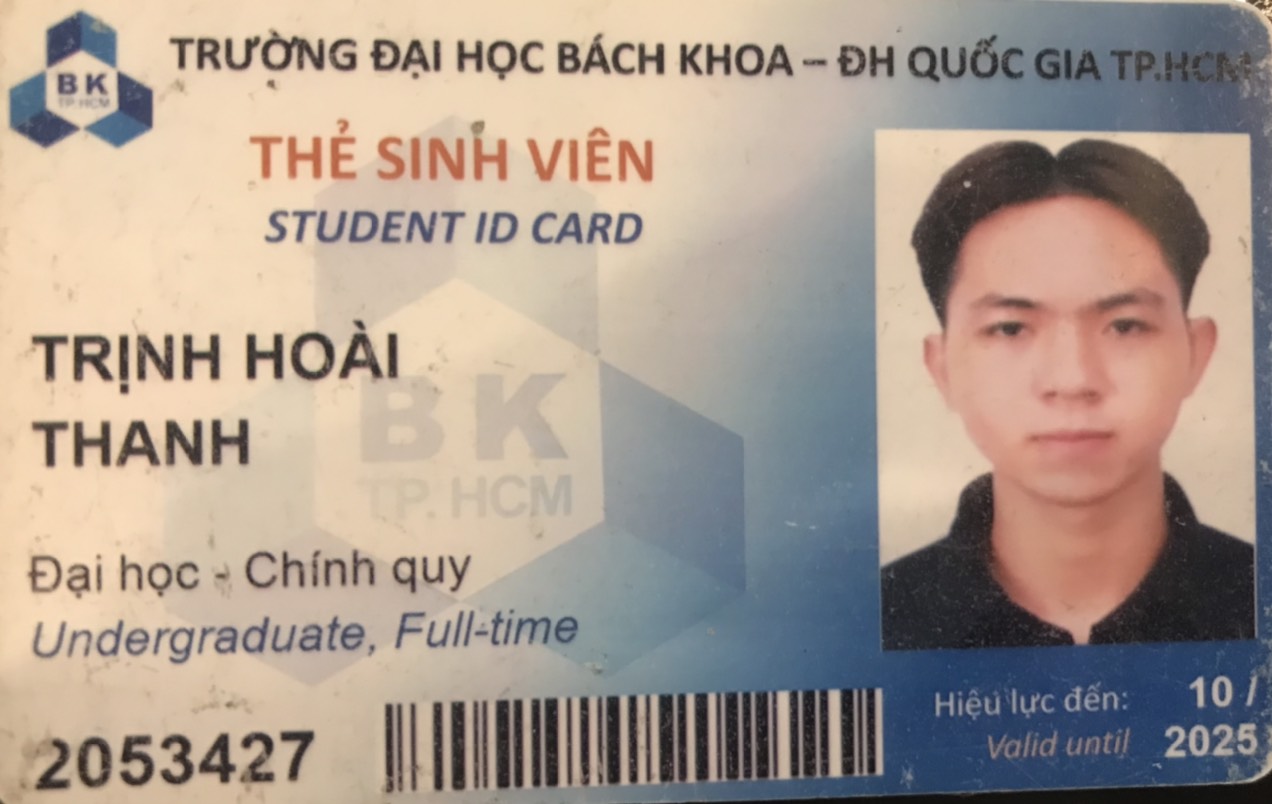 BK
TP.HCM
TRƯỜNG ĐẠI HỌC BÁCH KHOA – ĐH QUỐC GIA TP.HCM
THẺ SINH VIÊN
STUDENT ID CARD
TRỊNH HOÀI
THANH
BK
TP.HCM
Đại học - Chính quy
Undergraduate, Full-time
2053427
Hiệu lực đến: 10 /
Valid until 2025